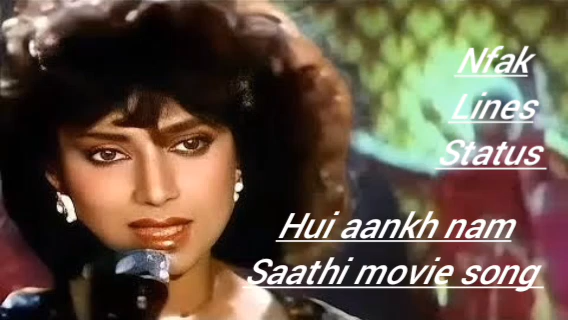 Nfak
Lines
Status
Hui aankh nam
Saathi movie song